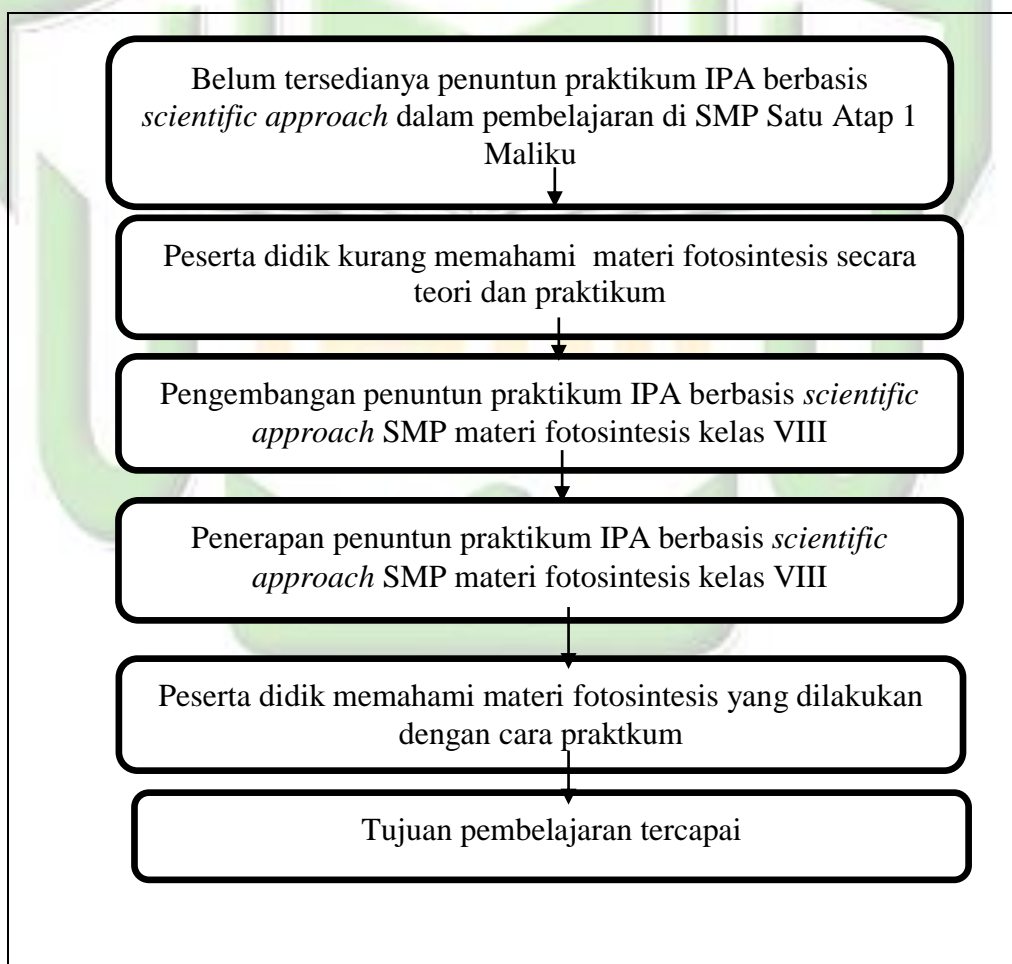 Belum tersedianya penuntun praktikum IPA berbasis
scientific approach dalam pembelajaran di SMP Satu Atap 1
Maliku
Peserta didik kurang memahami materi fotosintesis secara
teori dan praktikum
Pengembangan penuntun praktikum IPA berbasis scientific
approach SMP materi fotosintesis kelas VIII
Penerapan penuntun praktikum IPA berbasis scientific
approach SMP materi fotosintesis kelas VIII
Peserta didik memahami materi fotosintesis yang dilakukan
dengan cara praktkum
Tujuan pembelajaran tercapai